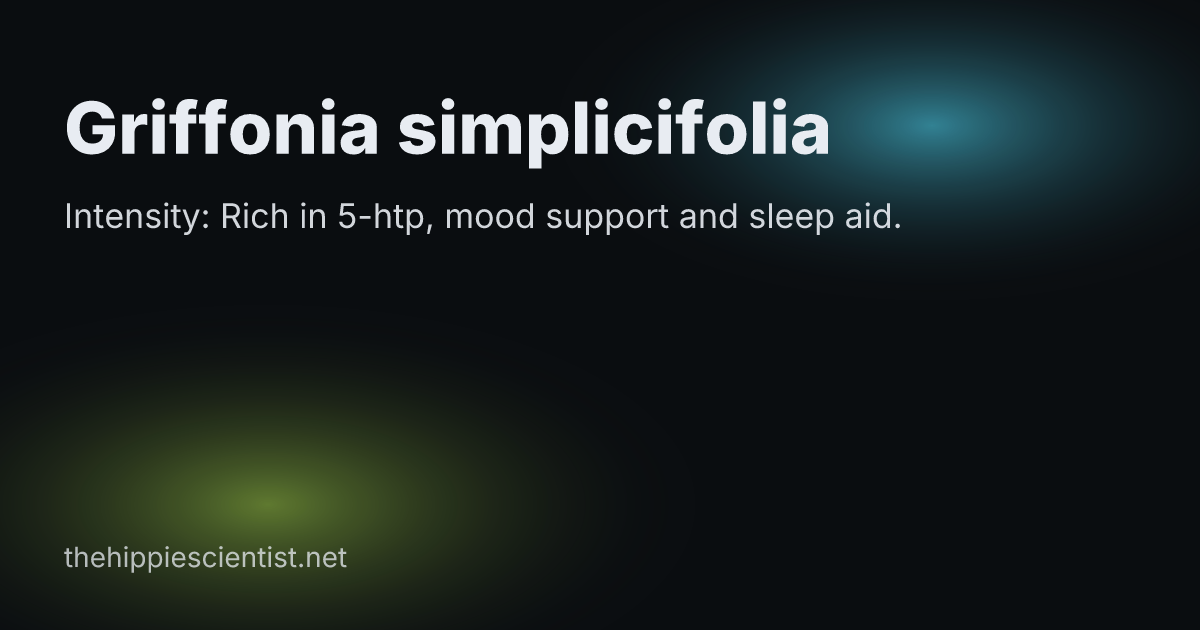 Griffonia simplicifolia
Intensity: Rich in 5-htp, mood support and sleep aid.
thehippiescientist.net